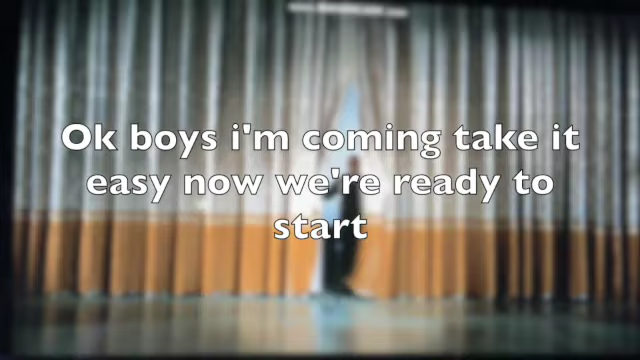 Ok boys i'm coming take it
easy now we're ready to
start